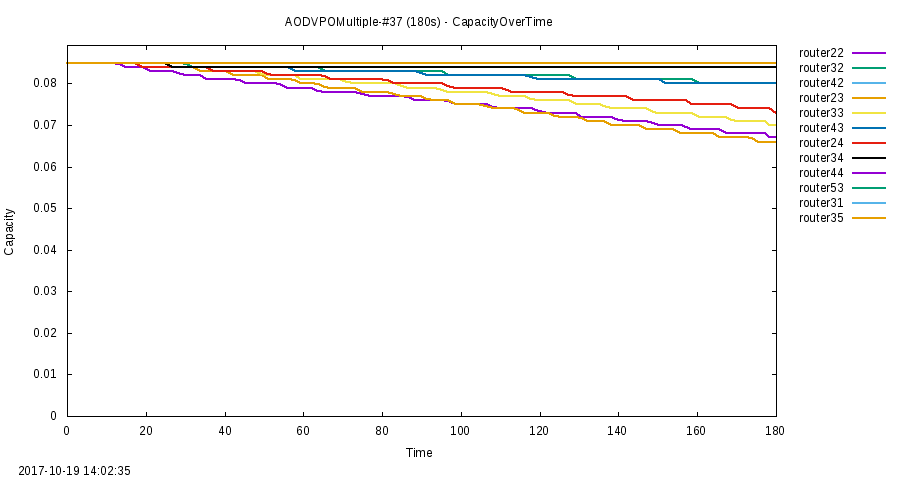 AODVPOMultiple-#37 (180s) - CapacityOverTime
router22
router32
router42
router23
router33
router43
router24
router34
router44
router53
router31
router35
0.08
0.07
0.06
0.05
0.04
0.03
0.02
0.01
0
Capacity
0 20 40 60 80 100 120 140 160 180
Time
2017-10-19 14:02:35